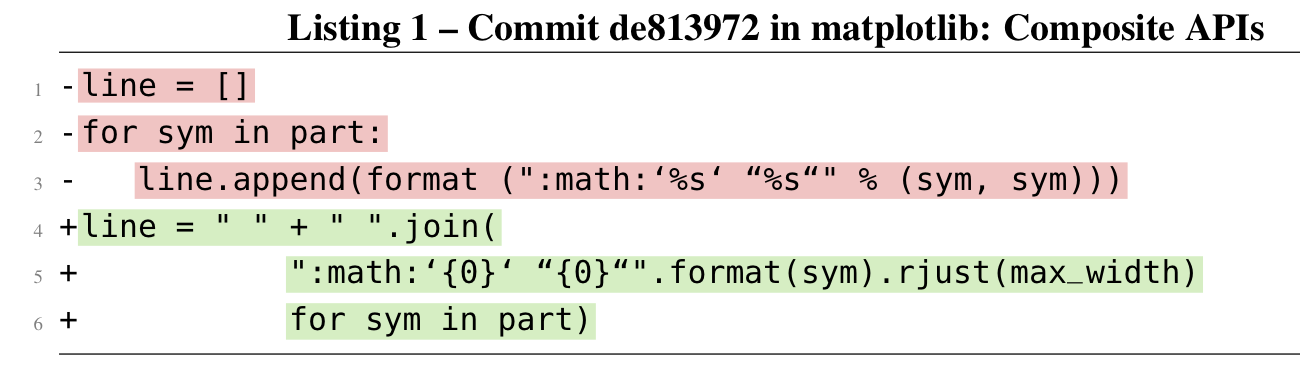 Listing 1 – Commit de813972 in matplotlib: Composite APIs
1 -line = []
2 -for sym in part:
3 -   line.append(format (":math:‘%s‘ “%s“" % (sym, sym)))
4 +line = " " + " ".join(
5 +           ":math:‘{0}‘ “{0}“".format(sym).rjust(max_width)
6 +           for sym in part)